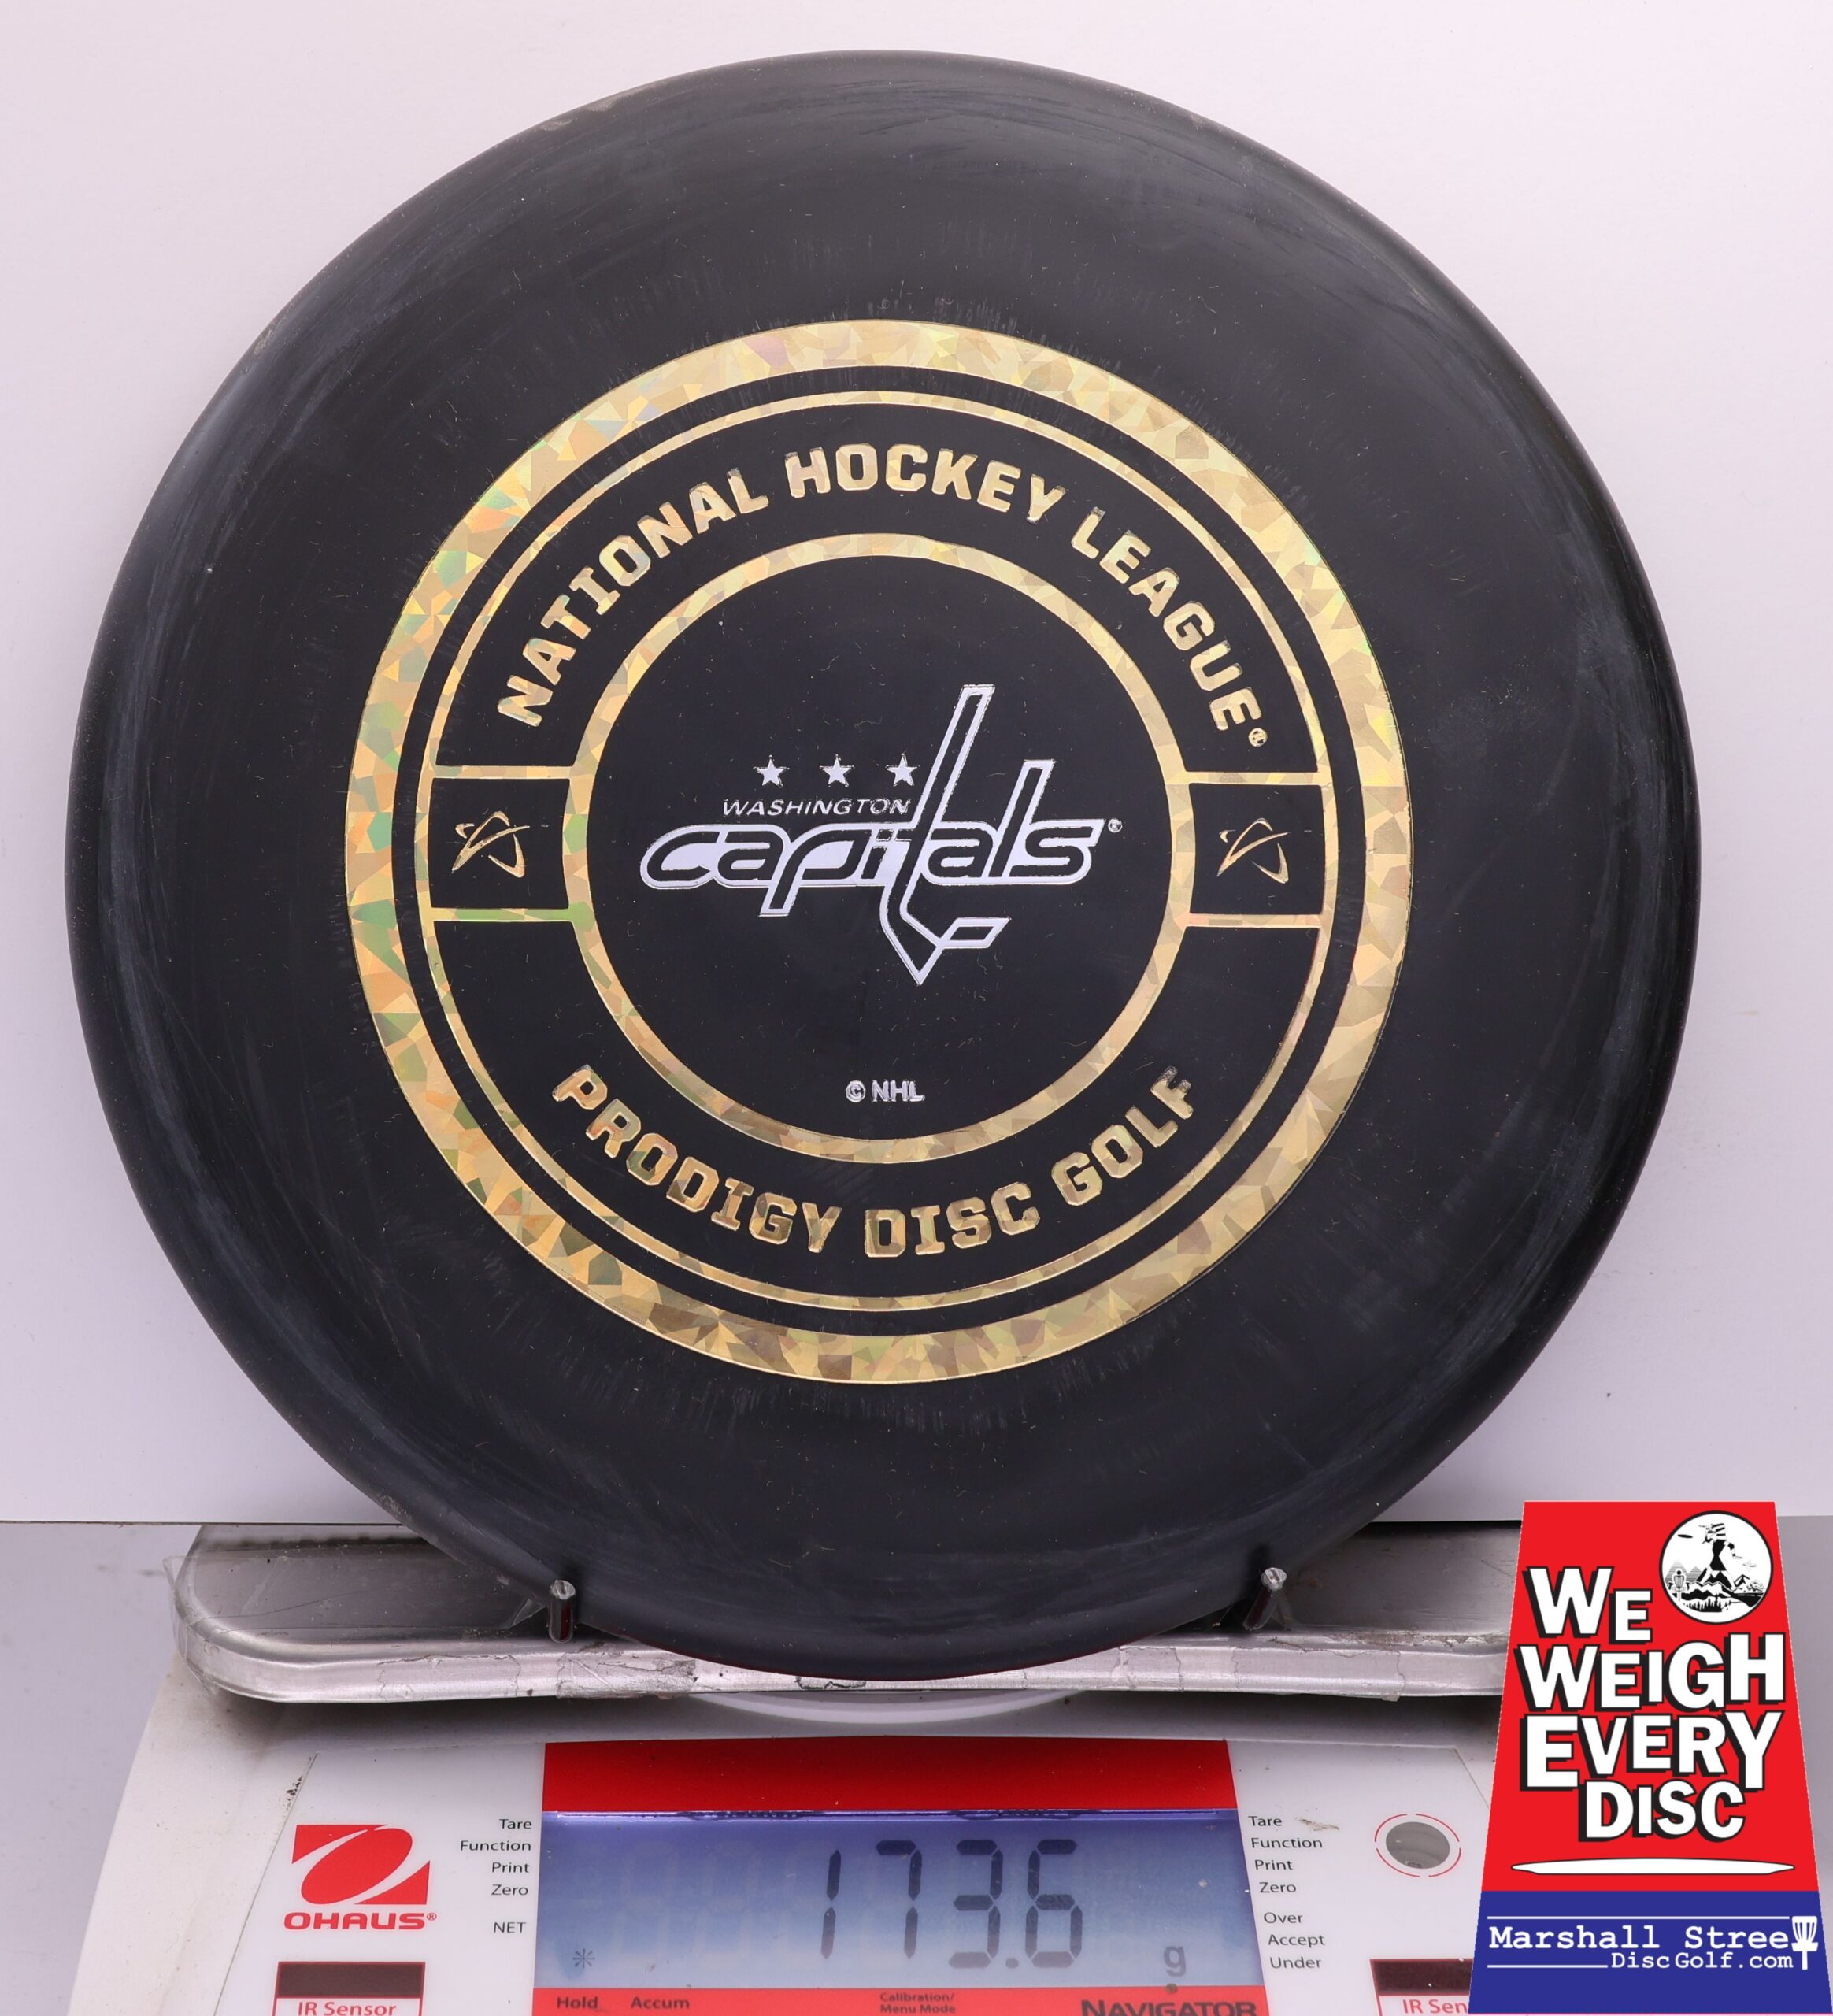 NATIONAL HOCKEY LEAGUE®
WASHINGTON
capitals®
© NHL
PRODIGY DISC GOLF
WE
WEIGH
EVERY
DISC
Marshall Stree
DiscGolf.com
OHAUS®
Tare
Function
Print
Zero
NET
173.6 g
Tare
Function
Print
Zero
Over
Accept
Under
IR Sensor
Hold
Accum
Calibration/
Menu Mode
NAVIGATOR
IR Sen